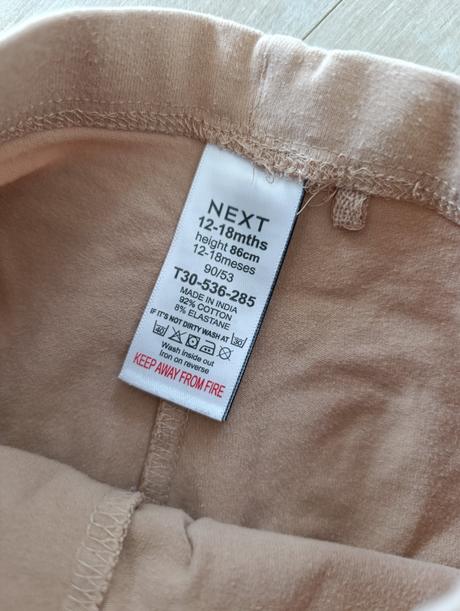 NEXT
12-18mths
height 86cm
12-18meses
90/53
T30-536-285
MADE IN INDIA
92% COTTON
8% ELASTANE
IF IT'S NOT DIRTY WASH AT 30
40
Wash inside out
Iron on reverse
KEEP AWAY FROM FIRE